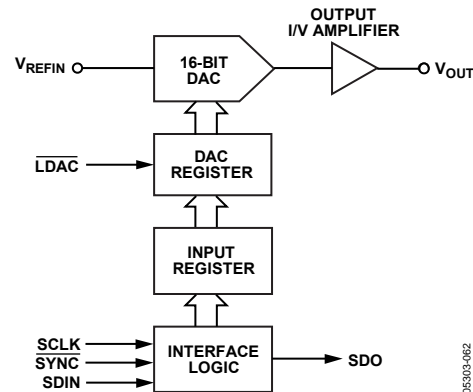 OUTPUT
I/V AMPLIFIER
VREFIN
16-BIT
DAC
VOUT
LDAC
DAC
REGISTER
INPUT
REGISTER
SCLK
SYNC
SDIN
INTERFACE
LOGIC
SDO
05303-062